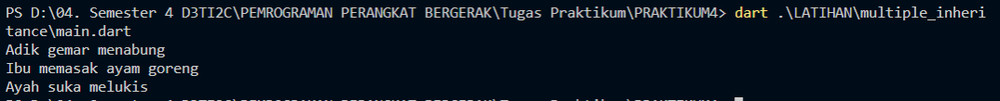 PS D:\04. Semester 4 D3TI2C\PEMROGRAMAN PERANGKAT BERGERAK\Tugas Praktikum\PRAKTIKUM4> dart .\LATIHAN\multiple_inheri
tance\main.dart
Adik gemar menabung
Ibu memasak ayam goreng
Ayah suka melukis